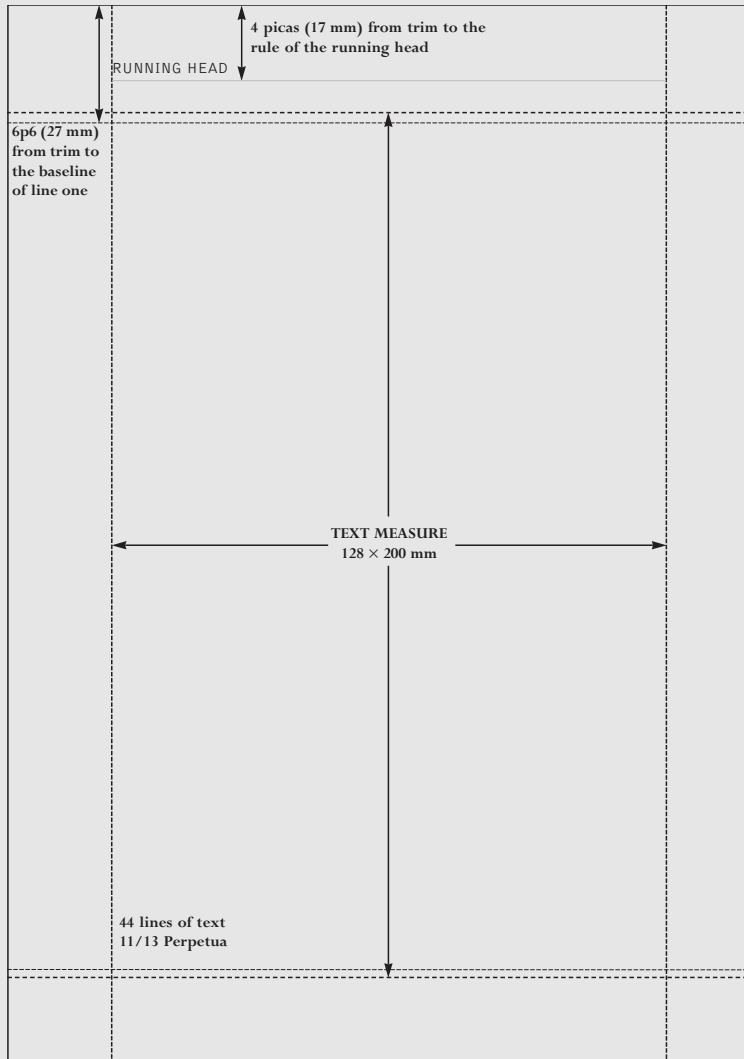 4 picas (17 mm) from trim to the
rule of the running head
RUNNING HEAD
6p6 (27 mm)
from trim to
the baseline
of line one
TEXT MEASURE
128 × 200 mm
44 lines of text
11/13 Perpetua